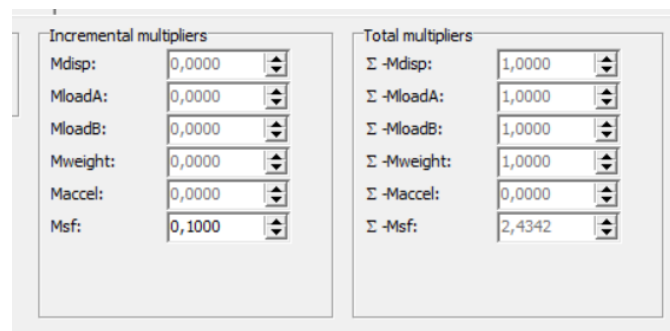 Incremental multipliers
Mdisp: 0,0000
MloadA: 0,0000
MloadB: 0,0000
Mweight: 0,0000
Maccel: 0,0000
Msf: 0,1000
Total multipliers
Σ -Mdisp: 1,0000
Σ -MloadA: 1,0000
Σ -MloadB: 1,0000
Σ -Mweight: 1,0000
Σ -Maccel: 0,0000
Σ -Msf: 2,4342